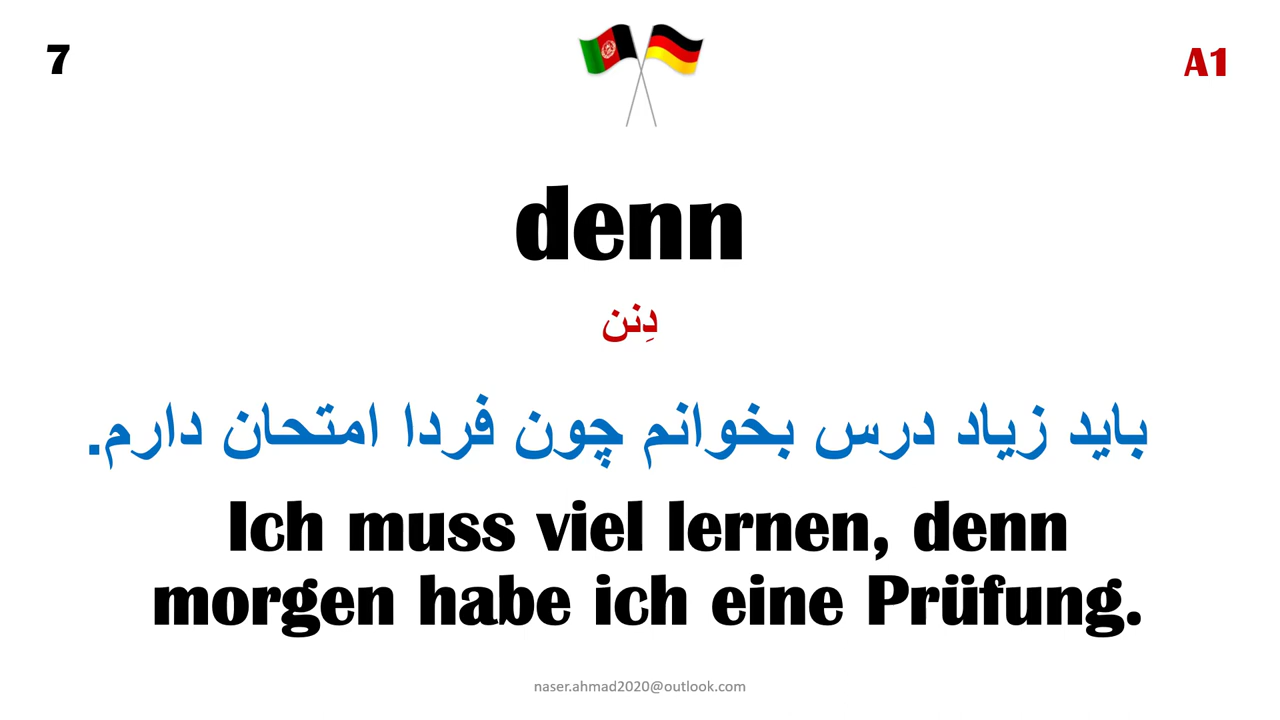 7
A1
denn
دِنن
باید زیاد درس بخوانم چون فردا امتحان دارم.
Ich muss viel lernen, denn
morgen habe ich eine Prüfung.
naser.ahmad2020@outlook.com